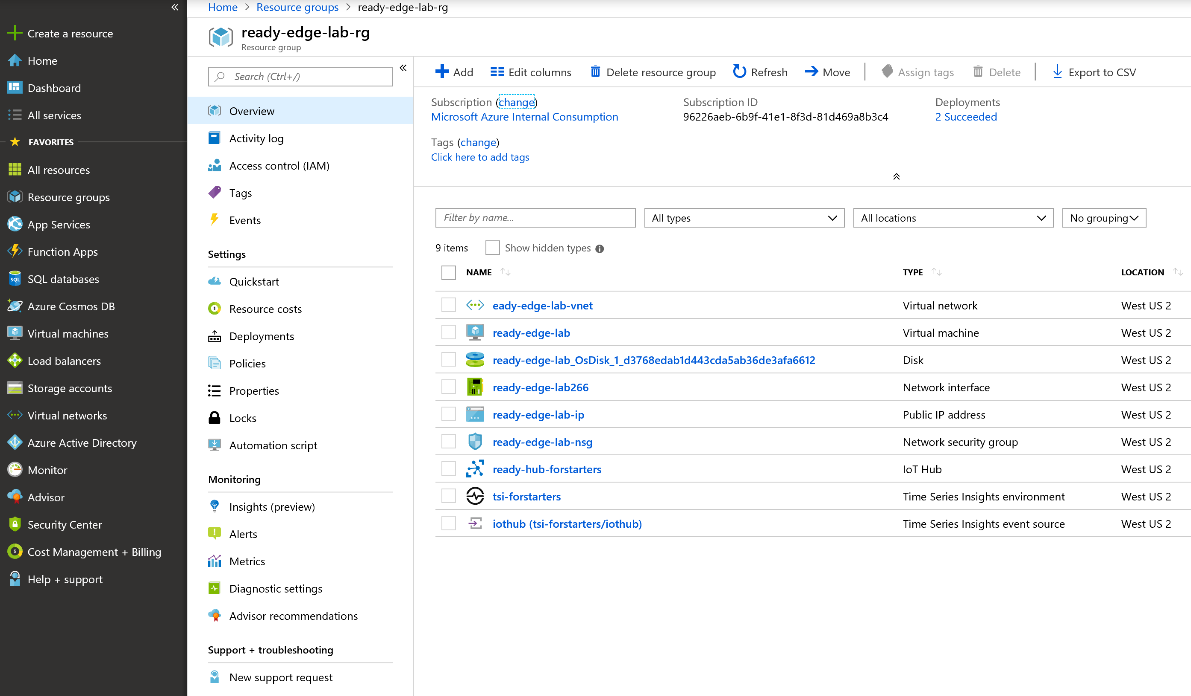 Home > Resource groups > ready-edge-lab-rg
ready-edge-lab-rg
Resource group
Create a resource
Home
Dashboard
All services
FAVORITES
All resources
Resource groups
App Services
Function Apps
SQL databases
Azure Cosmos DB
Virtual machines
Load balancers
Storage accounts
Virtual networks
Azure Active Directory
Monitor
Advisor
Security Center
Cost Management + Billing
Help + support
Search (Ctrl+/)
Overview
Activity log
Access control (IAM)
Tags
Events
Settings
Quickstart
Resource costs
Deployments
Policies
Properties
Locks
Automation script
Monitoring
Insights (preview)
Alerts
Metrics
Diagnostic settings
Advisor recommendations
Support + troubleshooting
New support request
Add Edit columns Delete resource group Refresh Move Assign tags Delete Export to CSV
Subscription (change) Subscription ID Deployments
Microsoft Azure Internal Consumption 96226aeb-6b9f-41e1-8f3d-81d469a8b3c4 2 Succeeded
Tags (change)
Click here to add tags
Filter by name... All types All locations No grouping
9 items Show hidden types
NAME TYPE LOCATION
eady-edge-lab-vnet Virtual network West US 2
ready-edge-lab Virtual machine West US 2
ready-edge-lab_OsDisk_1_d3768edab1d443cda5ab36de3afa6612 Disk West US 2
ready-edge-lab266 Network interface West US 2
ready-edge-lab-ip Public IP address West US 2
ready-edge-lab-nsg Network security group West US 2
ready-hub-forstarters IoT Hub West US 2
tsi-forstarters Time Series Insights environment West US 2
iothub (tsi-forstarters/iothub) Time Series Insights event source West US 2